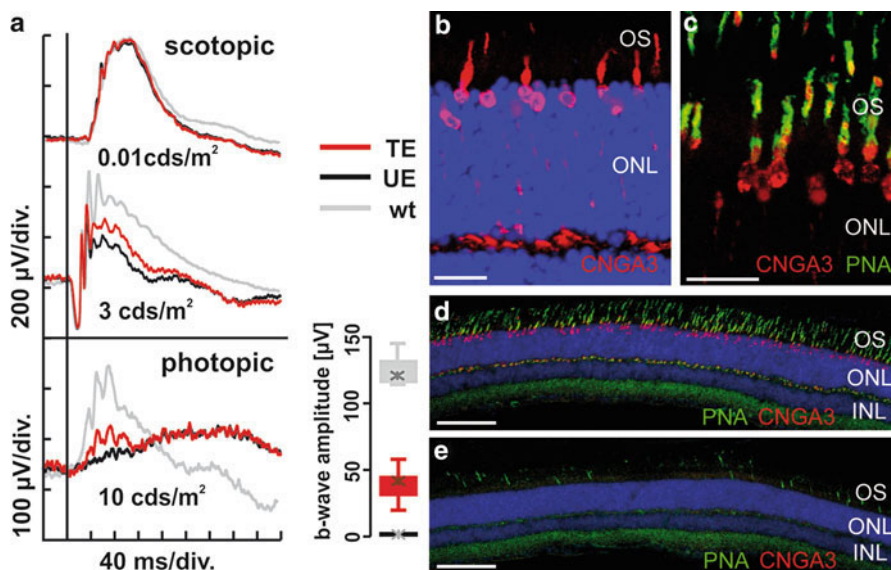 a
scotopic
0.01cds/m²
3 cds/m²
200 µV/div.
photopic
10 cds/m²
100 µV/div.
40 ms/div.
TE
UE
wt
b-wave amplitude [µV]
150
100
50
0
b
OS
ONL
CNGA3
c
OS
ONL
CNGA3 PNA
d
OS
ONL
INL
PNA CNGA3
e
OS
ONL
INL
PNA CNGA3